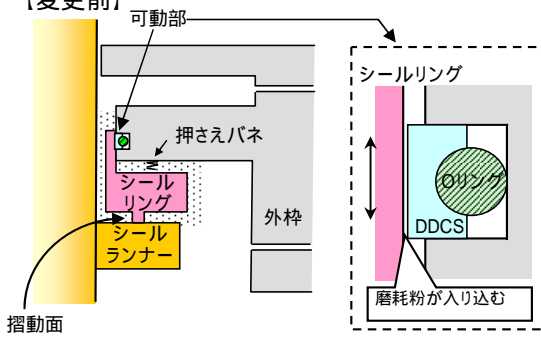 【変更前】
可動部
シールリング
押さえバネ
シール
リング
外枠
シール
ランナー
摺動面
Oリング
DDCS
磨耗粉が入り込む